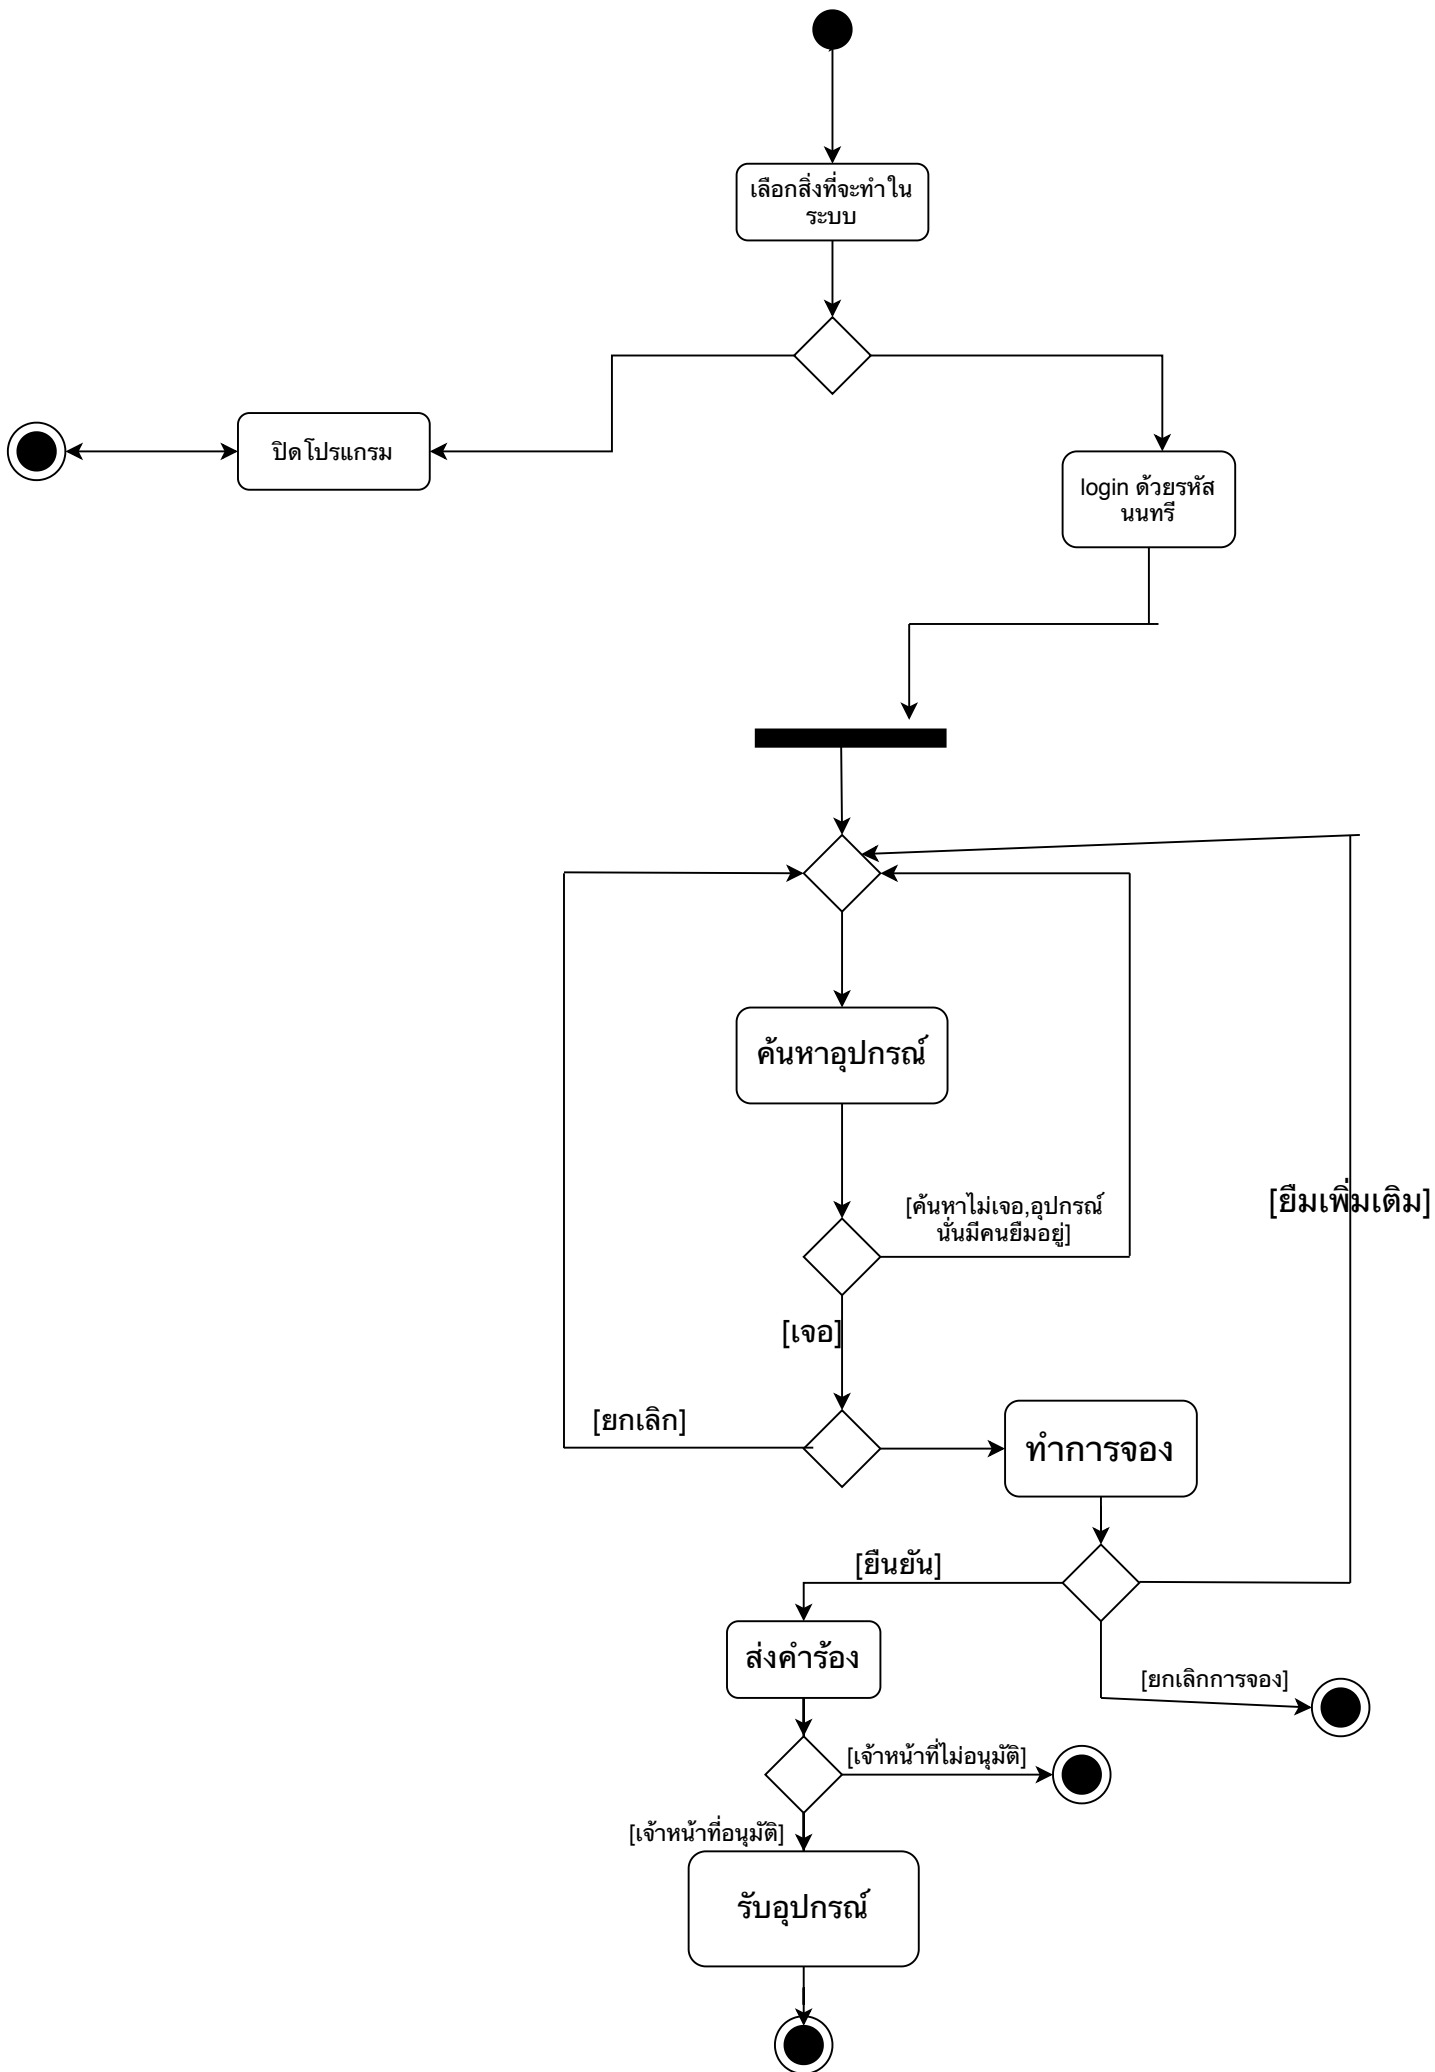 เลือกสิ่งที่จะทำใน
ระบบ
ปิดโปรแกรม
login ด้วยรหัส
นนทรี
ค้นหาอุปกรณ์
[ค้นหาไม่เจอ,อุปกรณ์
นั่นมีคนยืมอยู่]
[ยืมเพิ่มเติม]
[เจอ]
[ยกเลิก]
ทำการจอง
[ยืนยัน]
ส่งคำร้อง
[ยกเลิกการจอง]
[เจ้าหน้าที่ไม่อนุมัติ]
[เจ้าหน้าที่อนุมัติ]
รับอุปกรณ์